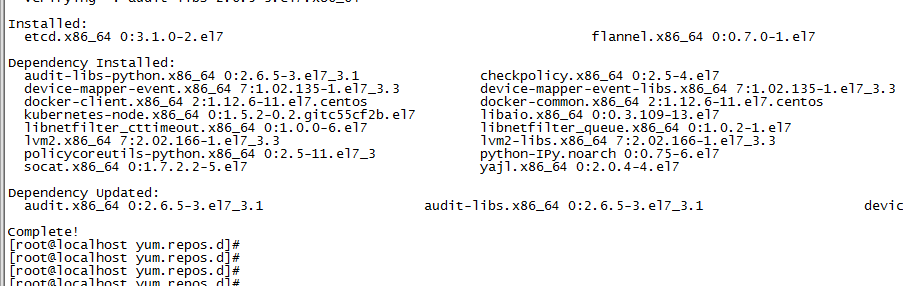 Installed:
etcd.x86_64 0:3.1.0-2.el7 flannel.x86_64 0:0.7.0-1.el7
Dependency Installed:
audit-libs-python.x86_64 0:2.6.5-3.el7_3.1 checkpolicy.x86_64 0:2.5-4.el7
device-mapper-event.x86_64 7:1.02.135-1.el7_3.3 device-mapper-event-libs.x86_64 7:1.02.135-1.el7_3.3
docker-client.x86_64 2:1.12.6-11.el7.centos docker-common.x86_64 2:1.12.6-11.el7.centos
kubernetes-node.x86_64 0:1.5.2-0.2.gitc55cf2b.el7 libaio.x86_64 0:0.3.109-13.el7
libnetfilter_cttimeout.x86_64 0:1.0.0-6.el7 libnetfilter_queue.x86_64 0:1.0.2-1.el7
lvm2.x86_64 7:2.02.166-1.el7_3.3 lvm2-libs.x86_64 7:2.02.166-1.el7_3.3
policycoreutils-python.x86_64 0:2.5-11.el7_3 python-IPy.noarch 0:0.75-6.el7
socat.x86_64 0:1.7.2.2-5.el7 yajl.x86_64 0:2.0.4-4.el7
Dependency Updated:
audit.x86_64 0:2.6.5-3.el7_3.1 audit-libs.x86_64 0:2.6.5-3.el7_3.1 devic
Complete!
[root@localhost yum.repos.d]#
[root@localhost yum.repos.d]#
[root@localhost yum.repos.d]#
[root@localhost yum.repos.d]#